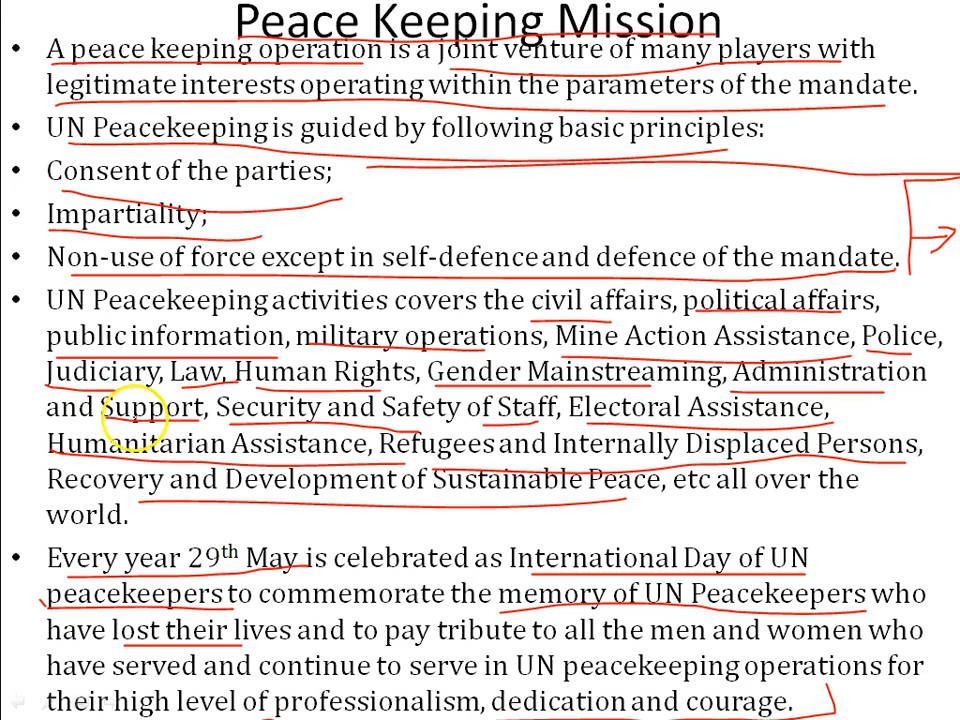 Peace Keeping Mission
• A peace keeping operation is a joint venture of many players with
legitimate interests operating within the parameters of the mandate.
• UN Peacekeeping is guided by following basic principles:
• Consent of the parties;
• Impartiality;
• Non-use of force except in self-defence and defence of the mandate.
• UN Peacekeeping activities covers the civil affairs, political affairs,
public information, military operations, Mine Action Assistance, Police,
Judiciary, Law, Human Rights, Gender Mainstreaming, Administration
and Support, Security and Safety of Staff, Electoral Assistance,
Humanitarian Assistance, Refugees and Internally Displaced Persons,
Recovery and Development of Sustainable Peace, etc all over the
world.
• Every year 29th May is celebrated as International Day of UN
peacekeepers to commemorate the memory of UN Peacekeepers who
have lost their lives and to pay tribute to all the men and women who
have served and continue to serve in UN peacekeeping operations for
their high level of professionalism, dedication and courage.